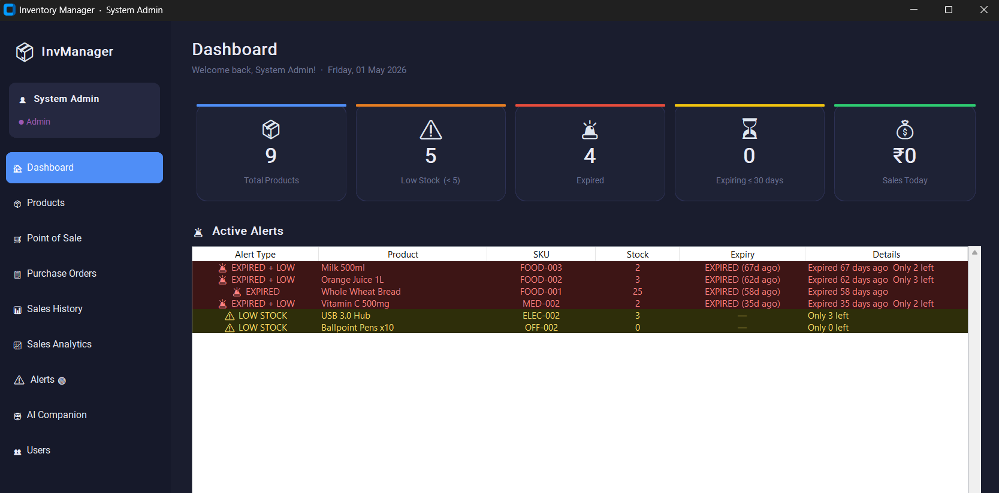 Inventory Manager · System Admin
InvManager
System Admin
Admin
Dashboard
Products
Point of Sale
Purchase Orders
Sales History
Sales Analytics
Alerts
AI Companion
Users
Dashboard
Welcome back, System Admin! · Friday, 01 May 2026
9
Total Products
5
Low Stock (< 5)
4
Expired
0
Expiring ≤ 30 days
₹0
Sales Today
Active Alerts
Alert Type Product SKU Stock Expiry Details
EXPIRED + LOW Milk 500ml FOOD-003 2 EXPIRED (67d ago) Expired 67 days ago Only 2 left
EXPIRED + LOW Orange Juice 1L FOOD-002 3 EXPIRED (62d ago) Expired 62 days ago Only 3 left
EXPIRED Whole Wheat Bread FOOD-001 25 EXPIRED (58d ago) Expired 58 days ago
EXPIRED + LOW Vitamin C 500mg MED-002 2 EXPIRED (35d ago) Expired 35 days ago Only 2 left
LOW STOCK USB 3.0 Hub ELEC-002 3 — Only 3 left
LOW STOCK Ballpoint Pens x10 OFF-002 0 — Only 0 left